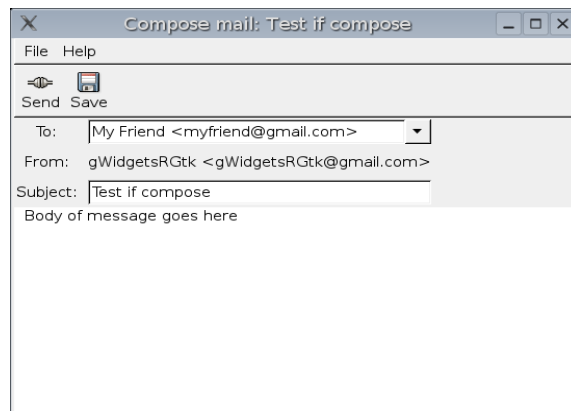 Compose mail: Test if compose
File Help
Send Save
To: My Friend <myfriend@gmail.com>
From: gWidgetsRGtk <gWidgetsRGtk@gmail.com>
Subject: Test if compose
Body of message goes here